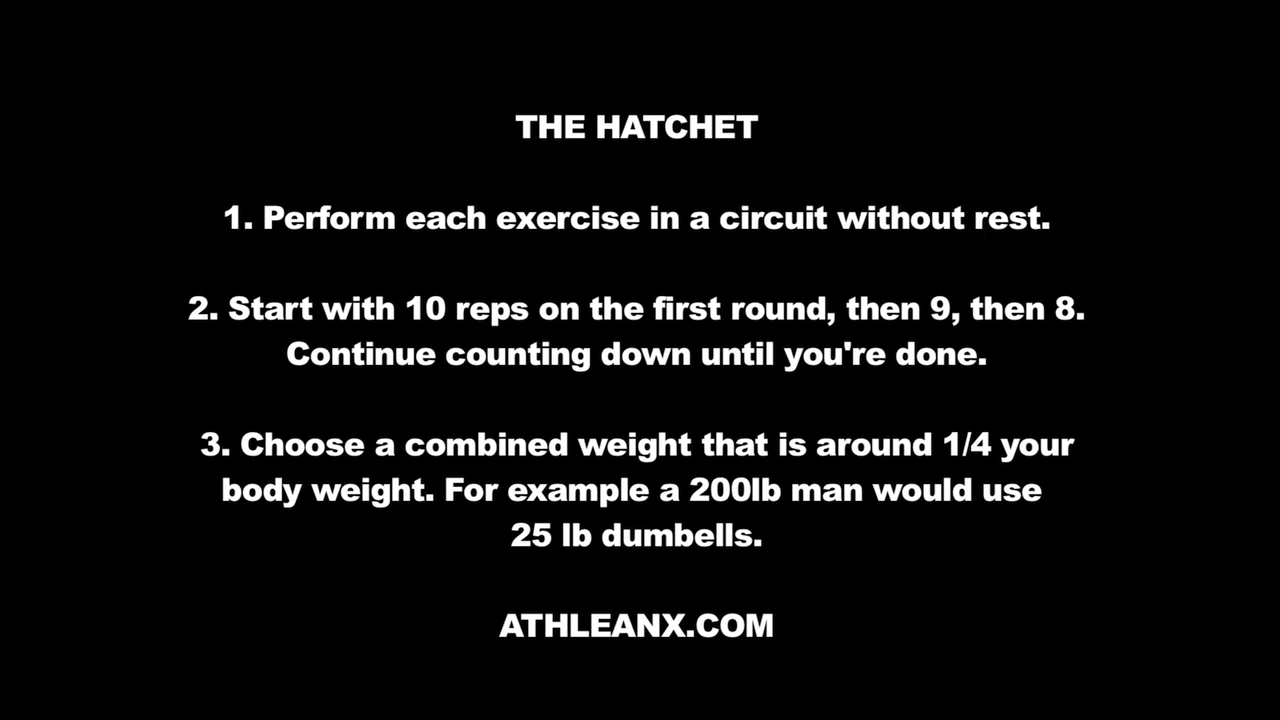 THE HATCHET
1. Perform each exercise in a circuit without rest.
2. Start with 10 reps on the first round, then 9, then 8.
Continue counting down until you're done.
3. Choose a combined weight that is around 1/4 your
body weight. For example a 200lb man would use
25 lb dumbells.
ATHLEANX.COM